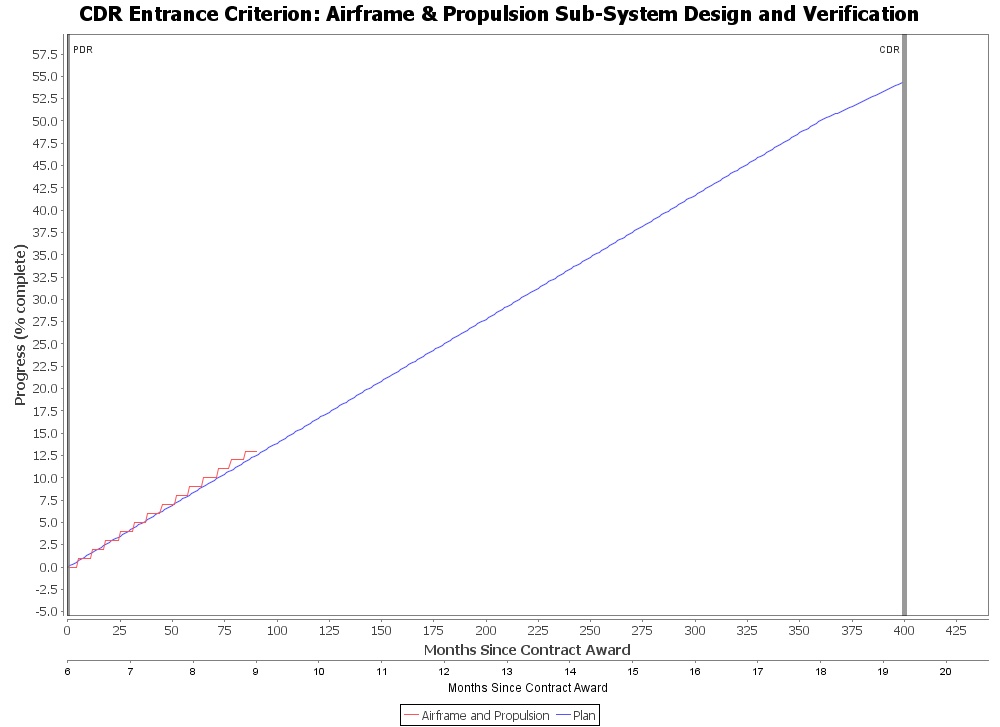 CDR Entrance Criterion: Airframe & Propulsion Sub-System Design and Verification
PDR
CDR
57.5
55.0
52.5
50.0
47.5
45.0
42.5
40.0
37.5
35.0
32.5
30.0
27.5
25.0
22.5
20.0
17.5
15.0
12.5
10.0
7.5
5.0
2.5
0.0
-2.5
-5.0
Progress (% complete)
0 25 50 75 100 125 150 175 200 225 250 275 300 325 350 375 400 425
Months Since Contract Award
6 7 8 9 10 11 12 13 14 15 16 17 18 19 20
Months Since Contract Award
Airframe and Propulsion Plan